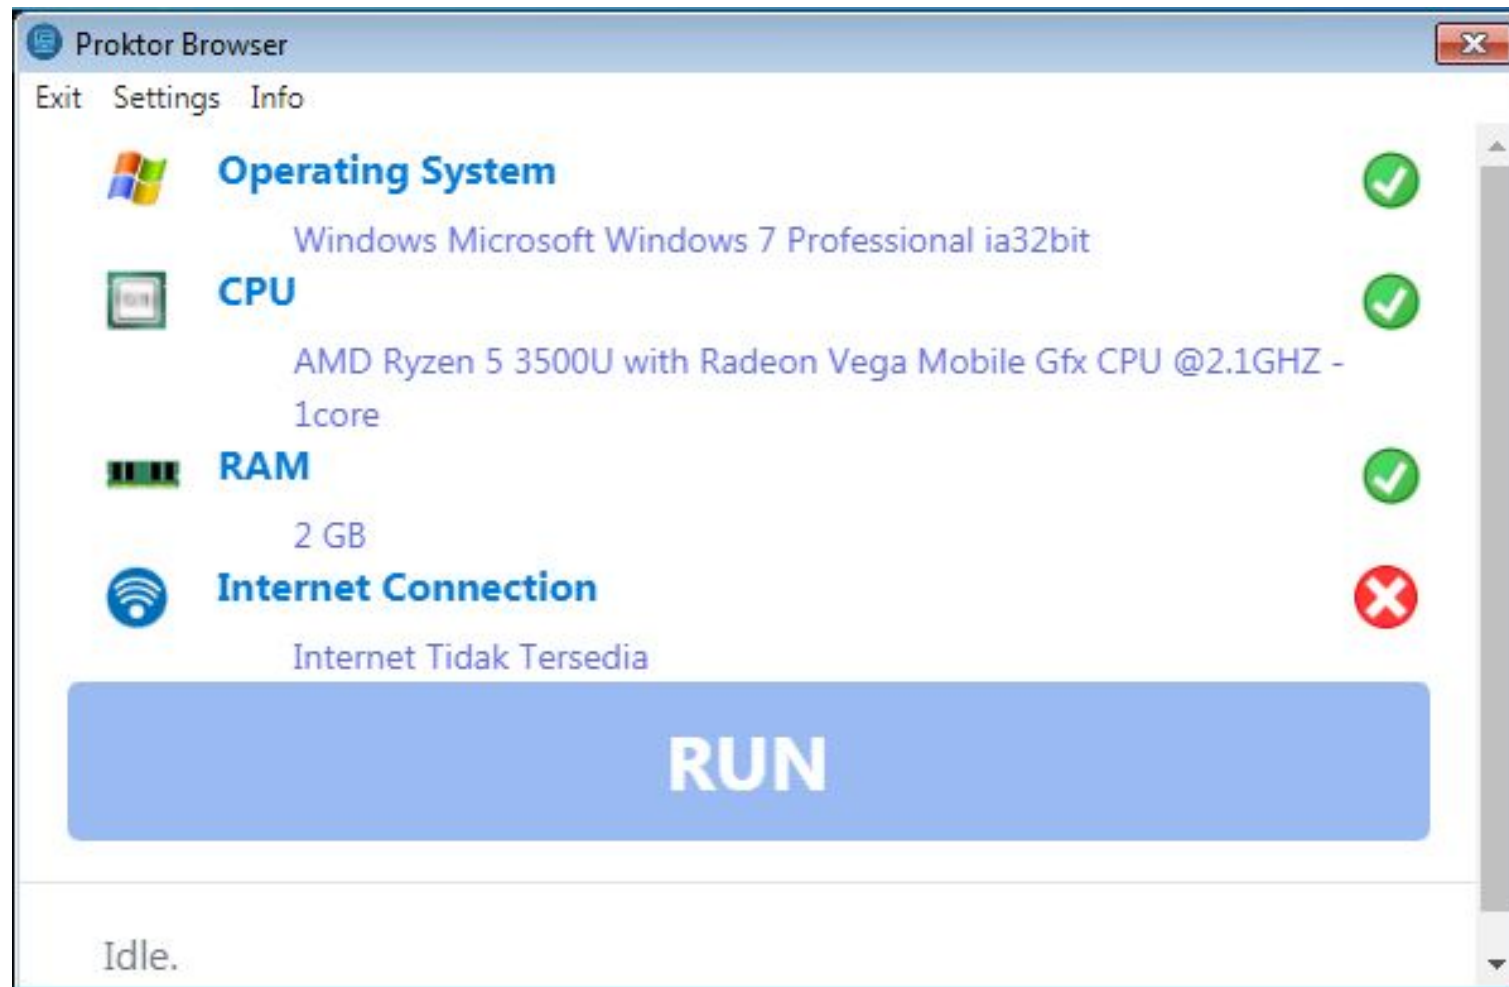 Proktor Browser
Exit Settings Info
Operating System
Windows Microsoft Windows 7 Professional ia32bit
CPU
AMD Ryzen 5 3500U with Radeon Vega Mobile Gfx CPU @2.1GHZ -
1core
RAM
2 GB
Internet Connection
Internet Tidak Tersedia
RUN
Idle.